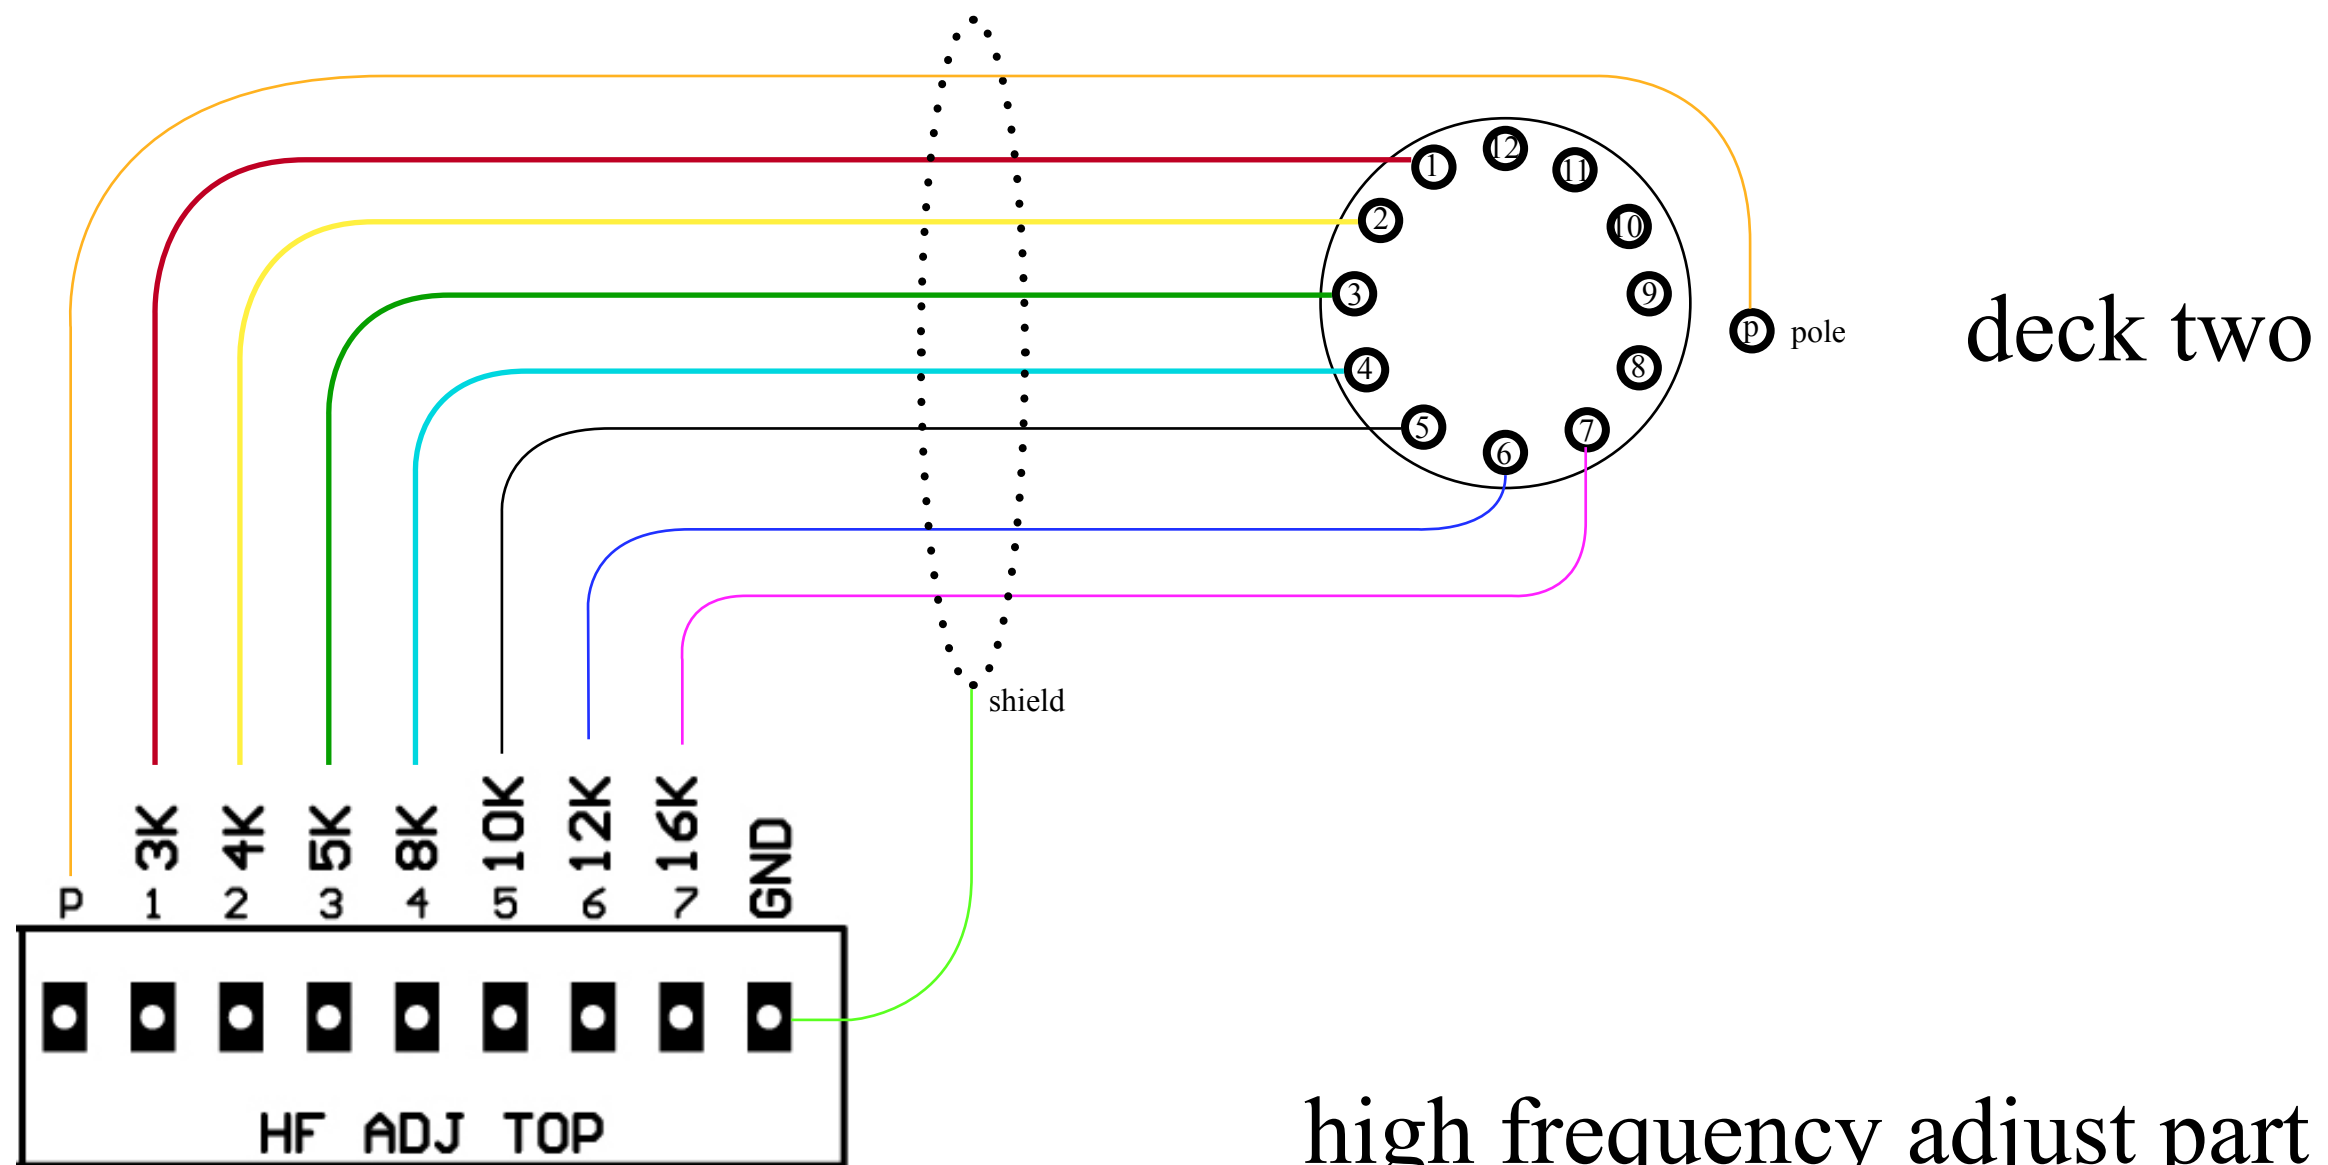 12
1
11
2
10
3
9
p pole
deck two
4
8
5
7
6
shield
3K
4K
5K
8K
10K
12K
16K
GND
P 1 2 3 4 5 6 7
HF ADJ TOP
high frequency adjust part